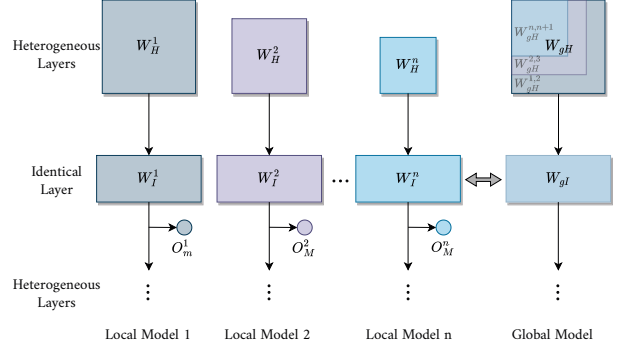 Heterogeneous
Layers
W_H^1
W_H^2
W_H^n
W_{gH}^{n,n+1}
W_{gH}
W_{gH}^{2,3}
W_{gH}^{1,2}
Identical
Layer
W_I^1
W_I^2
...
W_I^n
W_{gI}
O_m^1
O_M^2
O_M^n
Heterogeneous
Layers
⋮
⋮
⋮
⋮
Local Model 1
Local Model 2
Local Model n
Global Model